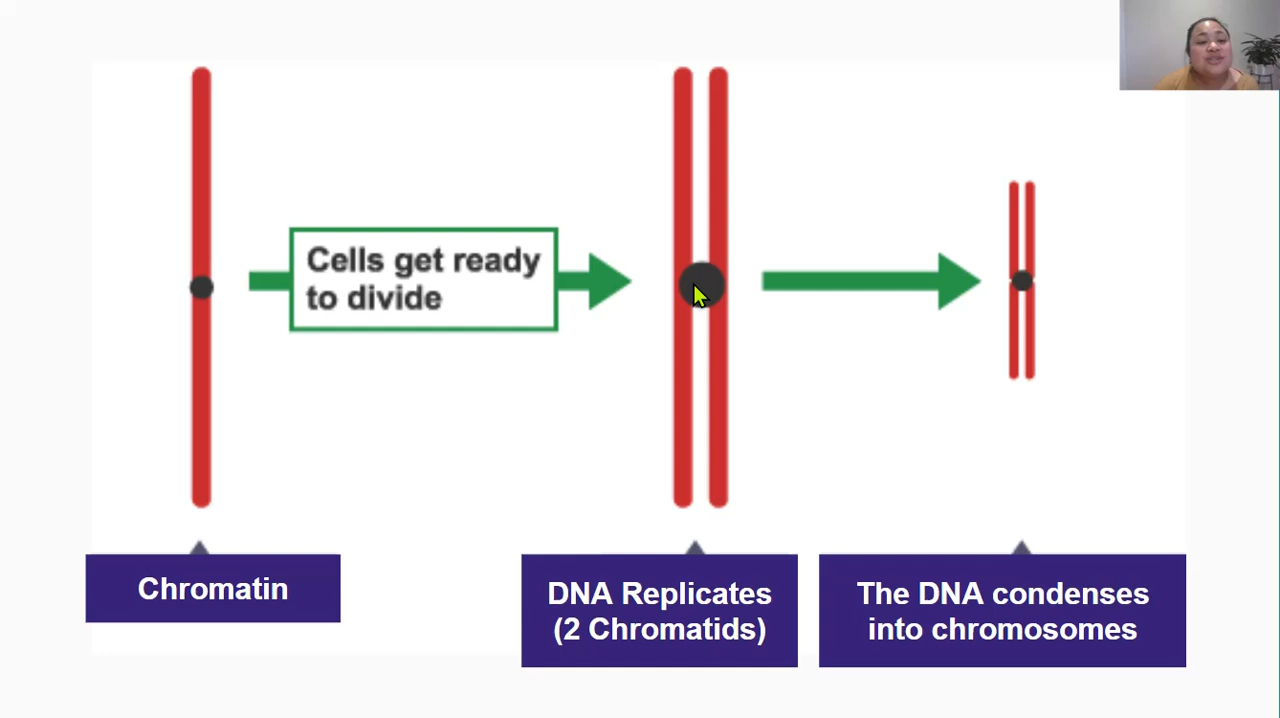 Cells get ready
to divide
Chromatin
DNA Replicates
(2 Chromatids)
The DNA condenses
into chromosomes